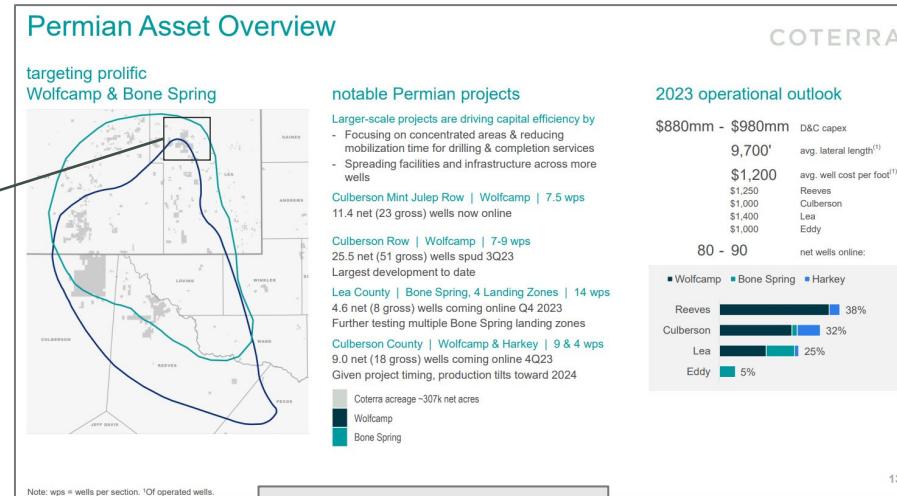 Permian Asset Overview
COTERRA
targeting prolific
Wolfcamp & Bone Spring
GAINES
LEA
ANDREWS
LOVING
WINKLER
CULBERSON
WARD
REEVES
PECOS
JEFF DAVIS
notable Permian projects
Larger-scale projects are driving capital efficiency by
- Focusing on concentrated areas & reducing
mobilization time for drilling & completion services
- Spreading facilities and infrastructure across more
wells
Culberson Mint Julep Row | Wolfcamp | 7.5 wps
11.4 net (23 gross) wells now online
Culberson Row | Wolfcamp | 7-9 wps
25.5 net (51 gross) wells spud 3Q23
Largest development to date
Lea County | Bone Spring, 4 Landing Zones | 14 wps
4.6 net (8 gross) wells coming online Q4 2023
Further testing multiple Bone Spring landing zones
Culberson County | Wolfcamp & Harkey | 9 & 4 wps
9.0 net (18 gross) wells coming online 4Q23
Given project timing, production tilts toward 2024
Coterra acreage ~307k net acres
Wolfcamp
Bone Spring
2023 operational outlook
$880mm - $980mm D&C capex
9,700' avg. lateral length(1)
$1,200 avg. well cost per foot(1)
$1,250 Reeves
$1,000 Culberson
$1,400 Lea
$1,000 Eddy
80 - 90 net wells online:
Wolfcamp Bone Spring Harkey
Reeves 38%
Culberson 32%
Lea 25%
Eddy 5%
Note: wps = wells per section. ¹Of operated wells.